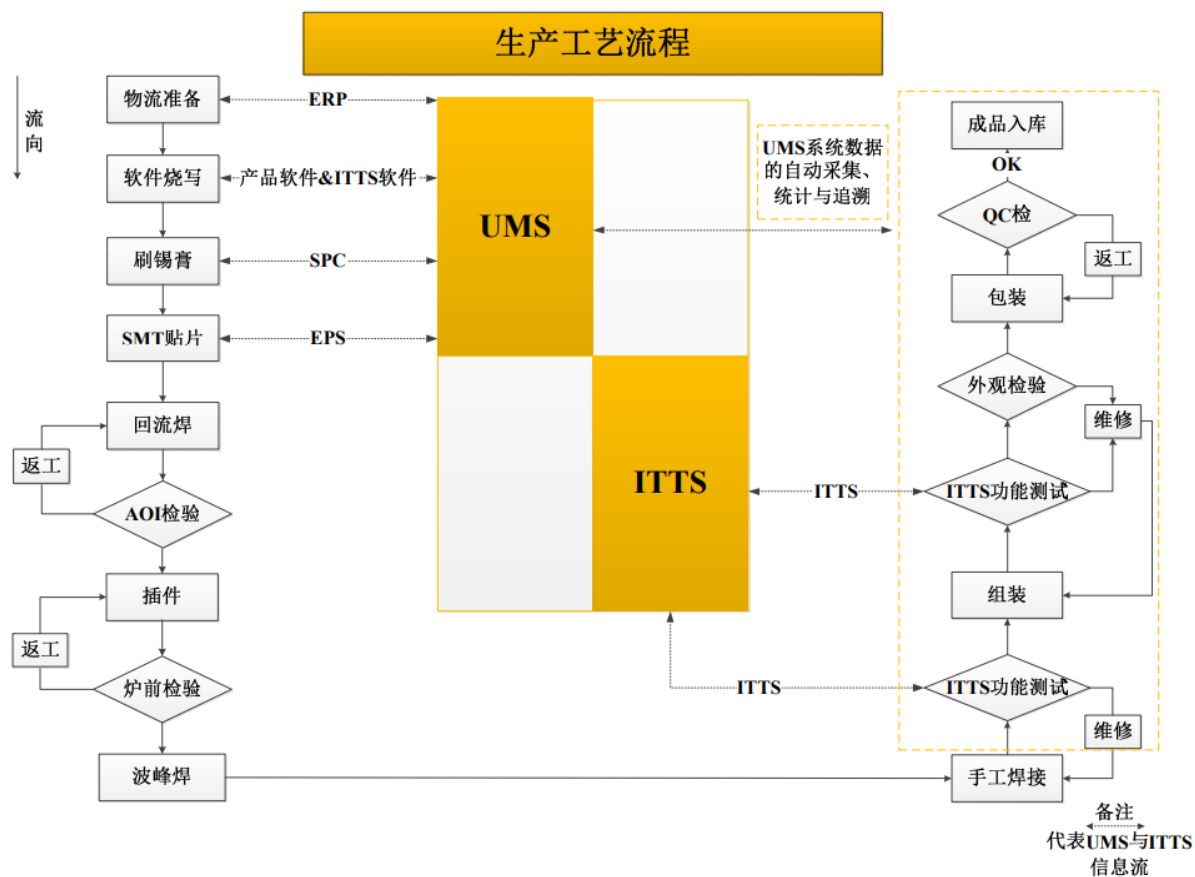 生产工艺流程
流
向
物流准备
ERP
软件烧写
产品软件&ITTS软件
刷锡膏
SPC
SMT贴片
EPS
回流焊
返工
AOI检验
插件
返工
炉前检验
波峰焊
UMS
ITTS
UMS系统数据
的自动采集、
统计与追溯
成品入库
OK
QC检
返工
包装
外观检验
维修
ITTS
ITTS功能测试
组装
ITTS
ITTS功能测试
维修
手工焊接
备注
代表UMS与ITTS
信息流